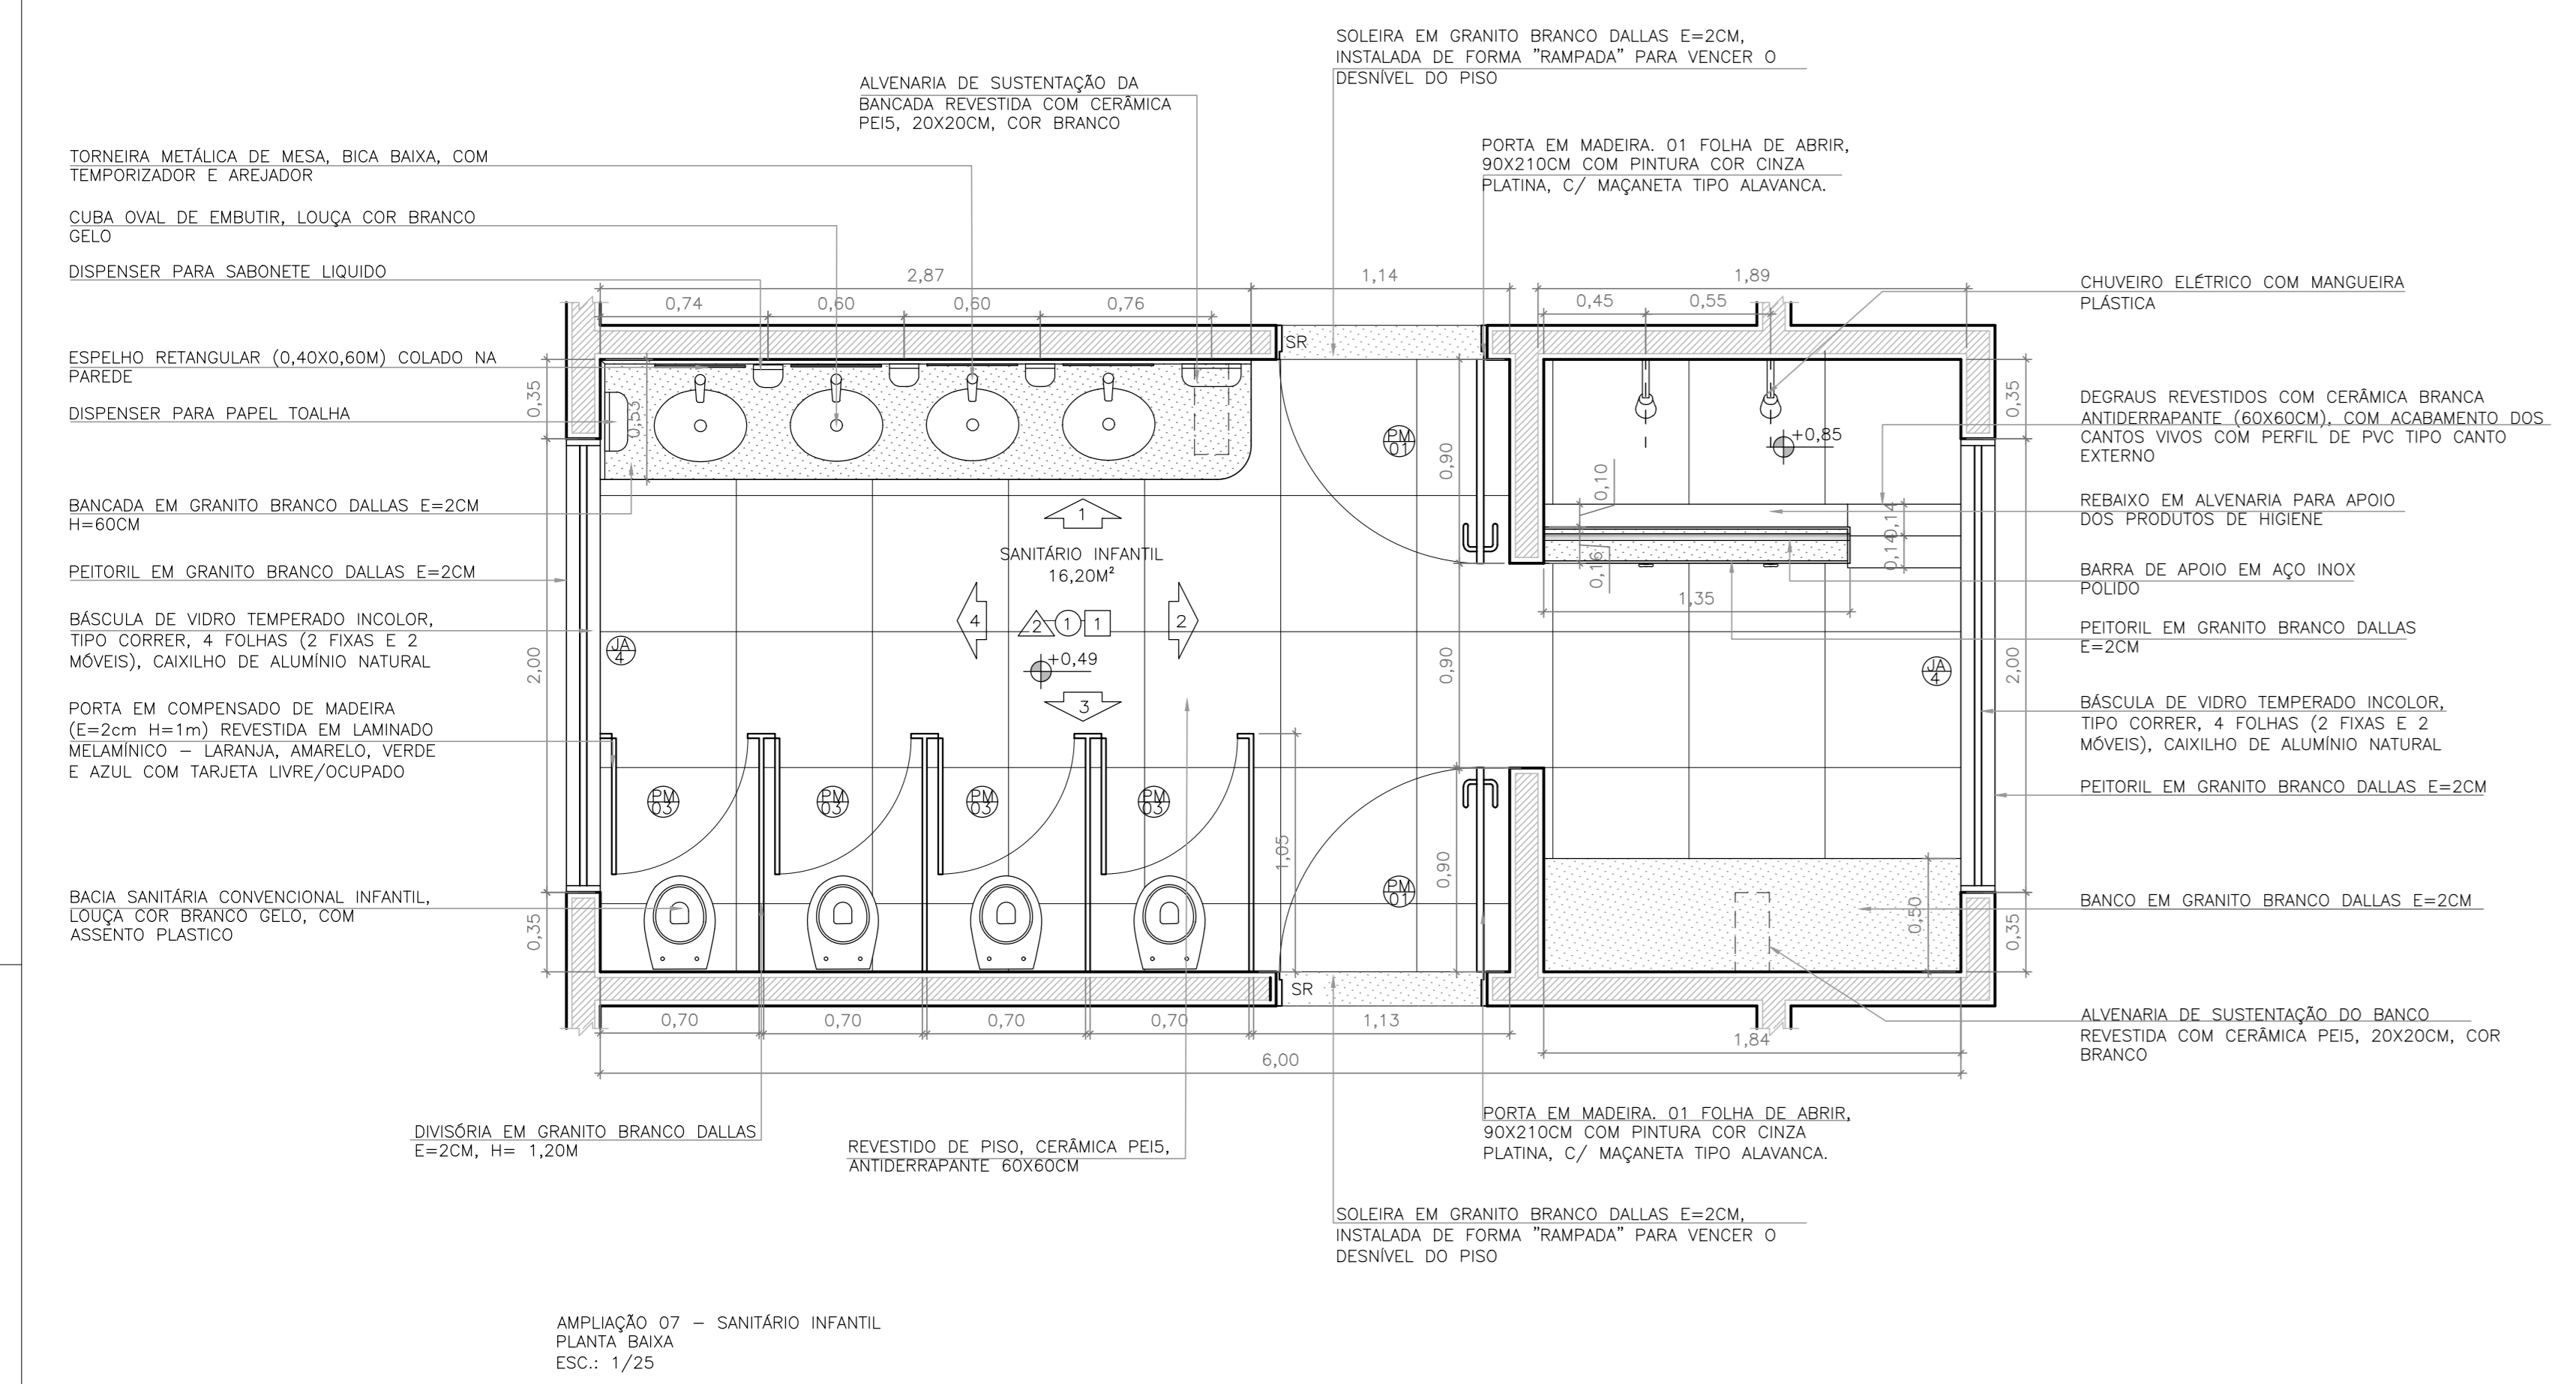 SOLEIRA EM GRANITO BRANCO DALLAS E=2CM,
INSTALADA DE FORMA "RAMPADA" PARA VENCER O
DESNÍVEL DO PISO
ALVENARIA DE SUSTENTAÇÃO DA
BANCADA REVESTIDA COM CERÂMICA
PEI5, 20X20CM, COR BRANCO
PORTA EM MADEIRA. 01 FOLHA DE ABRIR,
90X210CM COM PINTURA COR CINZA
PLATINA, C/ MAÇANETA TIPO ALAVANCA.
TORNEIRA METÁLICA DE MESA, BICA BAIXA, COM
TEMPORIZADOR E AREJADOR
CUBA OVAL DE EMBUTIR, LOUÇA COR BRANCO
GELO
DISPENSER PARA SABONETE LIQUIDO
ESPELHO RETANGULAR (0,40X0,60M) COLADO NA
PAREDE
DISPENSER PARA PAPEL TOALHA
BANCADA EM GRANITO BRANCO DALLAS E=2CM
H=60CM
PEITORIL EM GRANITO BRANCO DALLAS E=2CM
BÁSCULA DE VIDRO TEMPERADO INCOLOR,
TIPO CORRER, 4 FOLHAS (2 FIXAS E 2
MÓVEIS), CAIXILHO DE ALUMÍNIO NATURAL
PORTA EM COMPENSADO DE MADEIRA
(E=2cm H=1m) REVESTIDA EM LAMINADO
MELAMÍNICO – LARANJA, AMARELO, VERDE
E AZUL COM TARJETA LIVRE/OCUPADO
BACIA SANITÁRIA CONVENCIONAL INFANTIL,
LOUÇA COR BRANCO GELO, COM
ASSENTO PLASTICO
2,87
1,14
1,89
0,74
0,60
0,60
0,76
0,45
0,55
SR
0,35
0,53
2,00
0,35
PM
01
0,90
+0,85
0,10
0,16
0,14
0,14
1,35
0,35
2,00
0,35
1
SANITÁRIO INFANTIL
16,20M²
4
2
1
1
2
+0,49
3
JA
4
0,90
JA
4
PM
03
PM
03
PM
03
PM
03
1,05
0,90
PM
01
0,50
SR
0,70
0,70
0,70
0,70
1,13
1,84
6,00
CHUVEIRO ELÉTRICO COM MANGUEIRA
PLÁSTICA
DEGRAUS REVESTIDOS COM CERÂMICA BRANCA
ANTIDERRAPANTE (60X60CM), COM ACABAMENTO DOS
CANTOS VIVOS COM PERFIL DE PVC TIPO CANTO
EXTERNO
REBAIXO EM ALVENARIA PARA APOIO
DOS PRODUTOS DE HIGIENE
BARRA DE APOIO EM AÇO INOX
POLIDO
PEITORIL EM GRANITO BRANCO DALLAS
E=2CM
BÁSCULA DE VIDRO TEMPERADO INCOLOR,
TIPO CORRER, 4 FOLHAS (2 FIXAS E 2
MÓVEIS), CAIXILHO DE ALUMÍNIO NATURAL
PEITORIL EM GRANITO BRANCO DALLAS E=2CM
BANCO EM GRANITO BRANCO DALLAS E=2CM
ALVENARIA DE SUSTENTAÇÃO DO BANCO
REVESTIDA COM CERÂMICA PEI5, 20X20CM, COR
BRANCO
DIVISÓRIA EM GRANITO BRANCO DALLAS
E=2CM, H= 1,20M
REVESTIDO DE PISO, CERÂMICA PEI5,
ANTIDERRAPANTE 60X60CM
PORTA EM MADEIRA. 01 FOLHA DE ABRIR,
90X210CM COM PINTURA COR CINZA
PLATINA, C/ MAÇANETA TIPO ALAVANCA.
SOLEIRA EM GRANITO BRANCO DALLAS E=2CM,
INSTALADA DE FORMA "RAMPADA" PARA VENCER O
DESNÍVEL DO PISO
AMPLIAÇÃO 07 – SANITÁRIO INFANTIL
PLANTA BAIXA
ESC.: 1/25